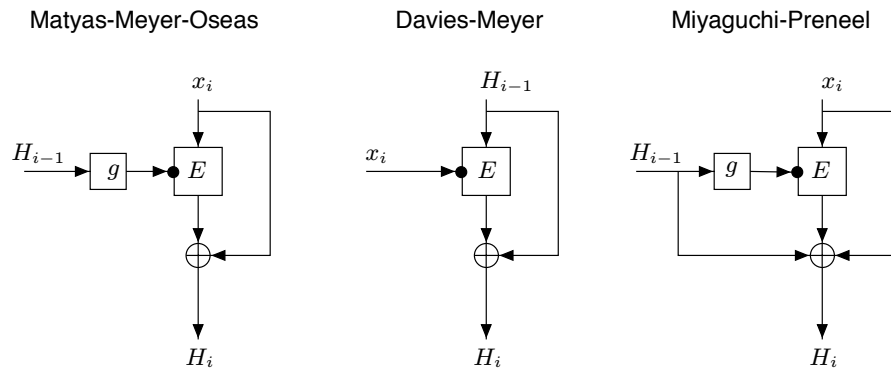 Matyas-Meyer-Oseas
x_i
H_{i−1}
g
E
H_i
Davies-Meyer
H_{i−1}
x_i
E
H_i
Miyaguchi-Preneel
x_i
H_{i−1}
g
E
H_i